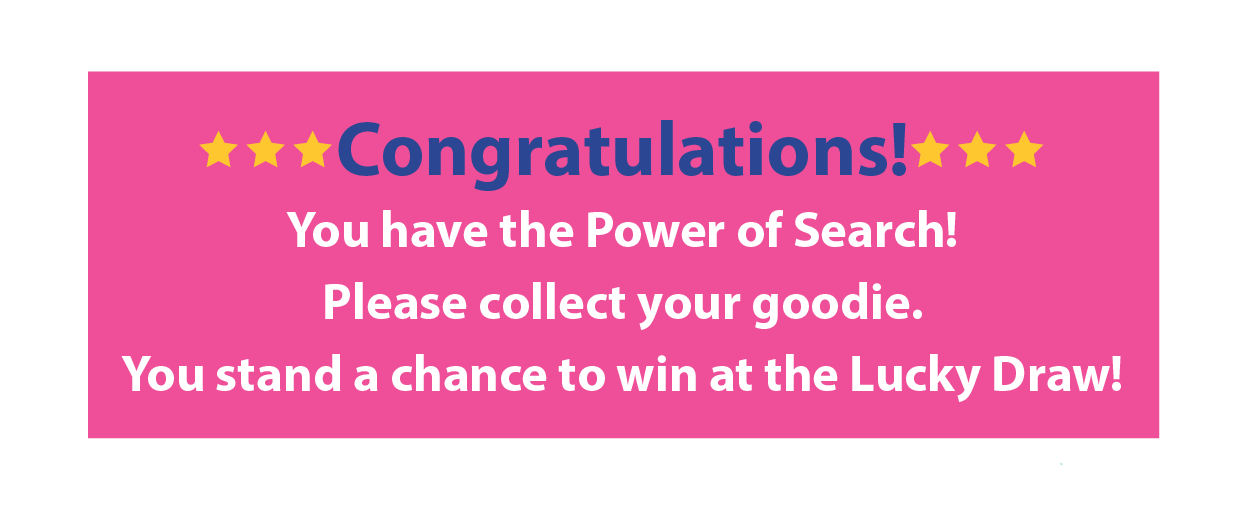 Congratulations!
You have the Power of Search!
Please collect your goodie.
You stand a chance to win at the Lucky Draw!